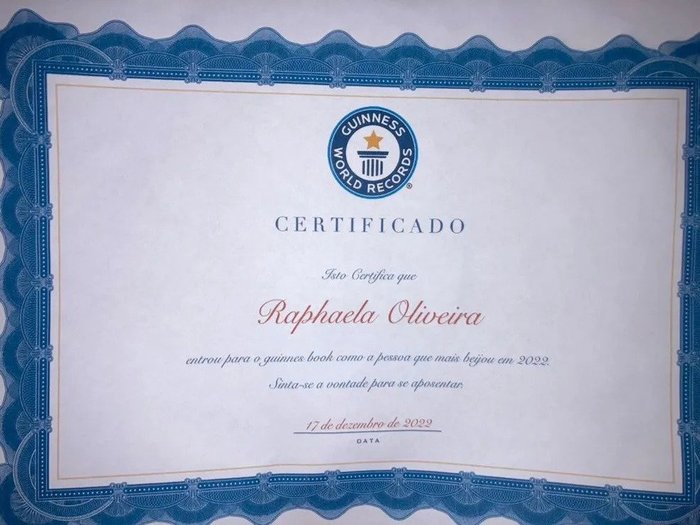 GUINNESS
WORLD RECORDS
®
CERTIFICADO
Isto Certifica que
Raphaela Oliveira
entrou para o guinnes book como a pessoa que mais beijou em 2022.
Sinta-se a vontade para se aposentar.
17 de dezembro de 2022
DATA